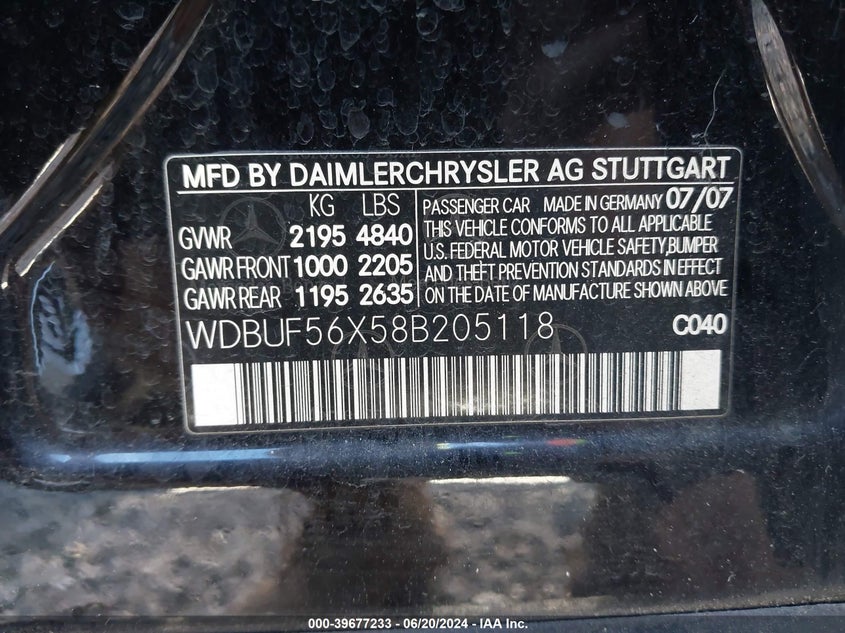 MFD BY DAIMLERCHRYSLER AG STUTTGART
KG LBS
GVWR 2195 4840
GAWR FRONT 1000 2205
GAWR REAR 1195 2635
PASSENGER CAR MADE IN GERMANY 07/07
THIS VEHICLE CONFORMS TO ALL APPLICABLE
U.S. FEDERAL MOTOR VEHICLE SAFETY,BUMPER
AND THEFT PREVENTION STANDARDS IN EFFECT
ON THE DATE OF MANUFACTURE SHOWN ABOVE
WDBUF56X58B205118 C040
000-39677233 - 06/20/2024 - IAA Inc.